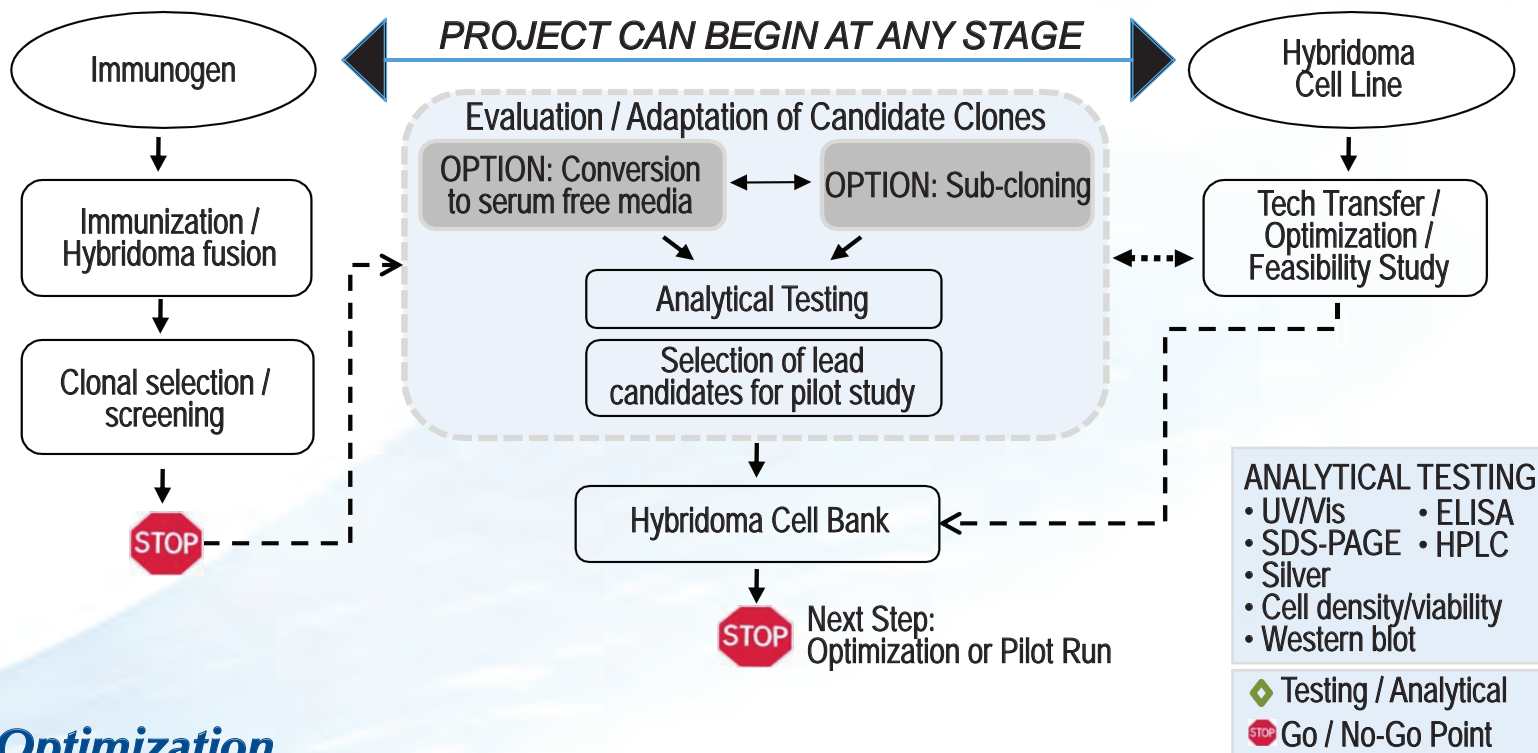 PROJECT CAN BEGIN AT ANY STAGE
Immunogen
Immunization /
Hybridoma fusion
Clonal selection /
screening
STOP
Evaluation / Adaptation of Candidate Clones
OPTION: Conversion
to serum free media
OPTION: Sub-cloning
Analytical Testing
Selection of lead
candidates for pilot study
Hybridoma Cell Bank
STOP
Next Step:
Optimization or Pilot Run
Hybridoma
Cell Line
Tech Transfer /
Optimization /
Feasibility Study
ANALYTICAL TESTING
• UV/Vis • ELISA
• SDS-PAGE • HPLC
• Silver
• Cell density/viability
• Western blot
Testing / Analytical
STOP Go / No-Go Point
Optimization